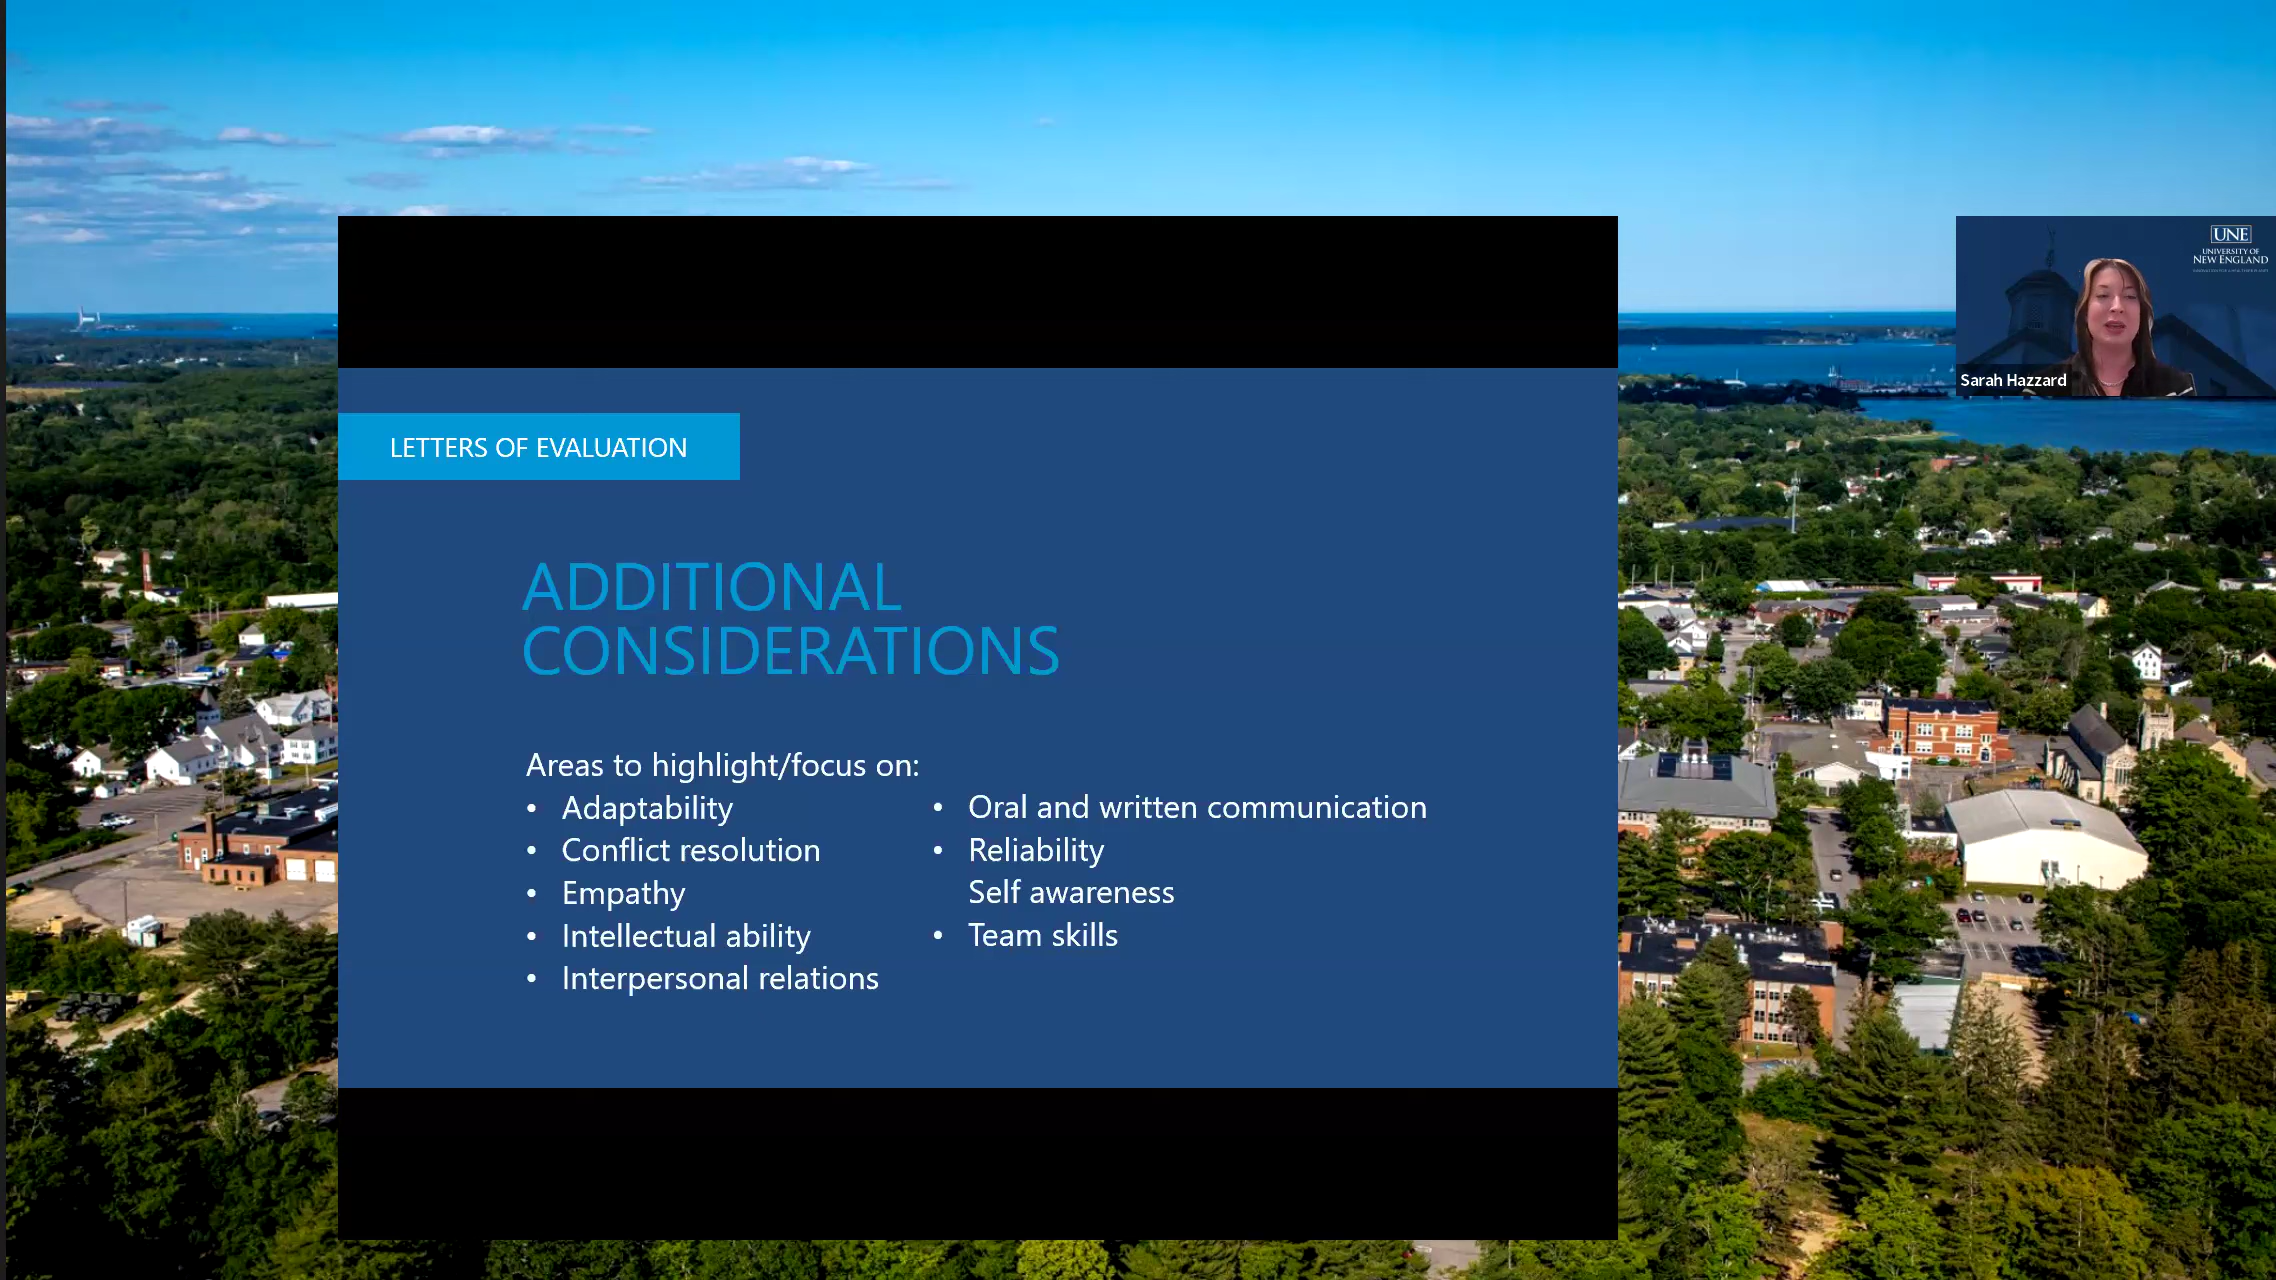 UNE
UNIVERSITY OF
NEW ENGLAND
Sarah Hazzard
LETTERS OF EVALUATION
ADDITIONAL
CONSIDERATIONS
Areas to highlight/focus on:
• Adaptability
• Conflict resolution
• Empathy
• Intellectual ability
• Interpersonal relations
• Oral and written communication
• Reliability
Self awareness
• Team skills